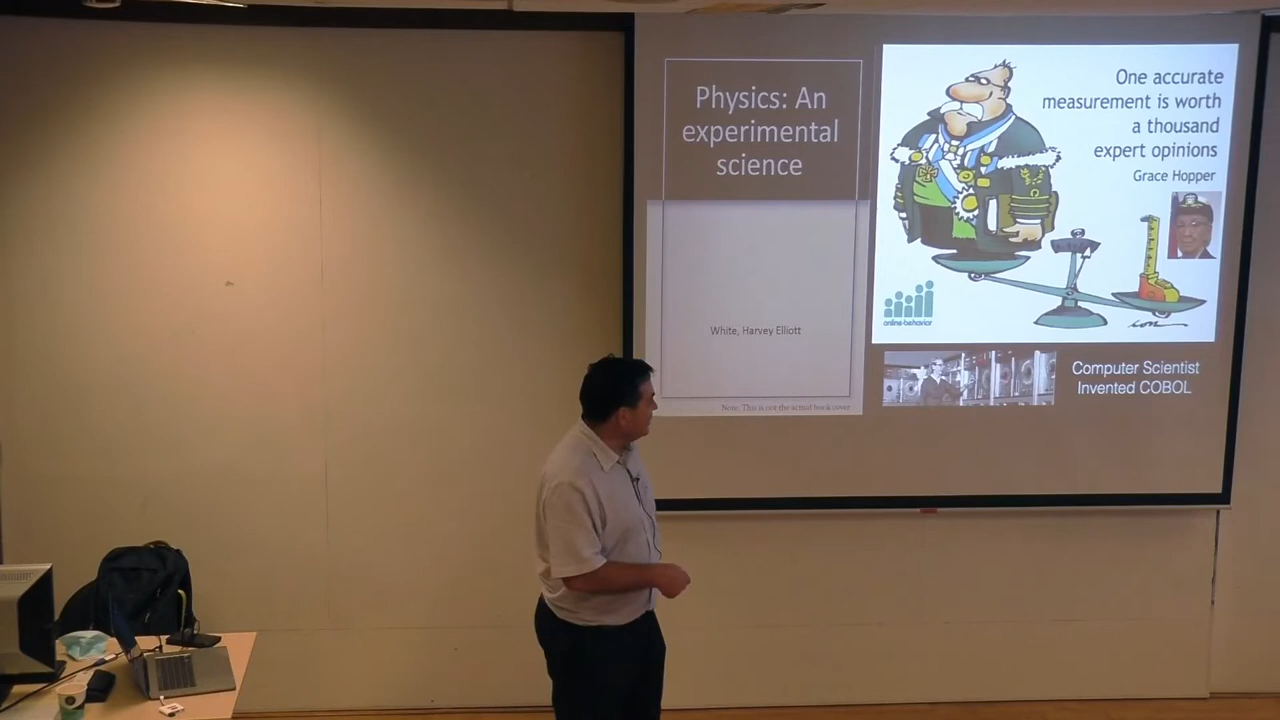 Physics: An
experimental
science
White, Harvey Elliott
Note: This is not the actual book cover
One accurate
measurement is worth
a thousand
expert opinions
Grace Hopper
online-behavior
Computer Scientist
Invented COBOL